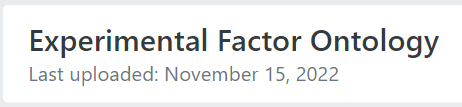 Experimental Factor Ontology
Last uploaded: November 15, 2022